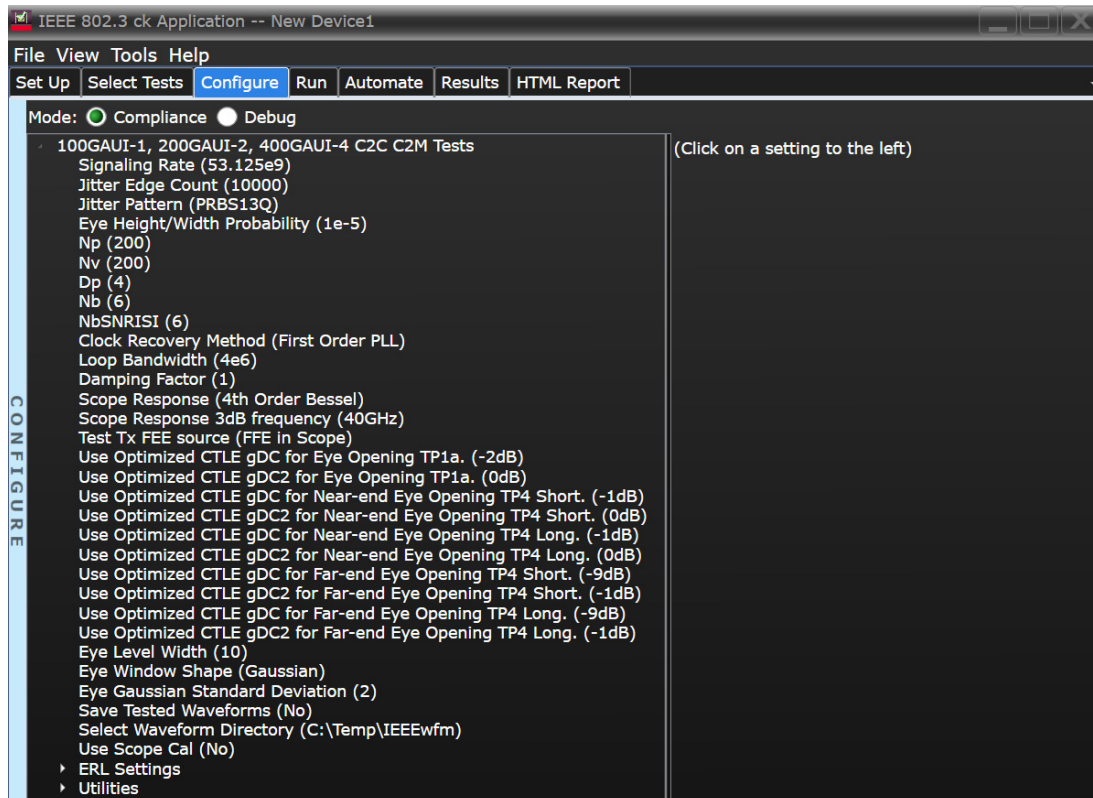 IEEE 802.3 ck Application -- New Device1
File View Tools Help
Set Up Select Tests Configure Run Automate Results HTML Report
Mode: Compliance Debug
100GAUI-1, 200GAUI-2, 400GAUI-4 C2C C2M Tests
(Click on a setting to the left)
Signaling Rate (53.125e9)
Jitter Edge Count (10000)
Jitter Pattern (PRBS13Q)
Eye Height/Width Probability (1e-5)
Np (200)
Nv (200)
Dp (4)
Nb (6)
NbSNRISI (6)
Clock Recovery Method (First Order PLL)
Loop Bandwidth (4e6)
Damping Factor (1)
Scope Response (4th Order Bessel)
Scope Response 3dB frequency (40GHz)
Test Tx FEE source (FFE in Scope)
Use Optimized CTLE gDC for Eye Opening TP1a. (-2dB)
Use Optimized CTLE gDC2 for Eye Opening TP1a. (0dB)
Use Optimized CTLE gDC for Near-end Eye Opening TP4 Short. (-1dB)
Use Optimized CTLE gDC2 for Near-end Eye Opening TP4 Short. (0dB)
Use Optimized CTLE gDC for Near-end Eye Opening TP4 Long. (-1dB)
Use Optimized CTLE gDC2 for Near-end Eye Opening TP4 Long. (0dB)
Use Optimized CTLE gDC for Far-end Eye Opening TP4 Short. (-9dB)
Use Optimized CTLE gDC2 for Far-end Eye Opening TP4 Short. (-1dB)
Use Optimized CTLE gDC for Far-end Eye Opening TP4 Long. (-9dB)
Use Optimized CTLE gDC2 for Far-end Eye Opening TP4 Long. (-1dB)
Eye Level Width (10)
Eye Window Shape (Gaussian)
Eye Gaussian Standard Deviation (2)
Save Tested Waveforms (No)
Select Waveform Directory (C:\Temp\IEEEwfm)
Use Scope Cal (No)
ERL Settings
Utilities
CONFIGURE